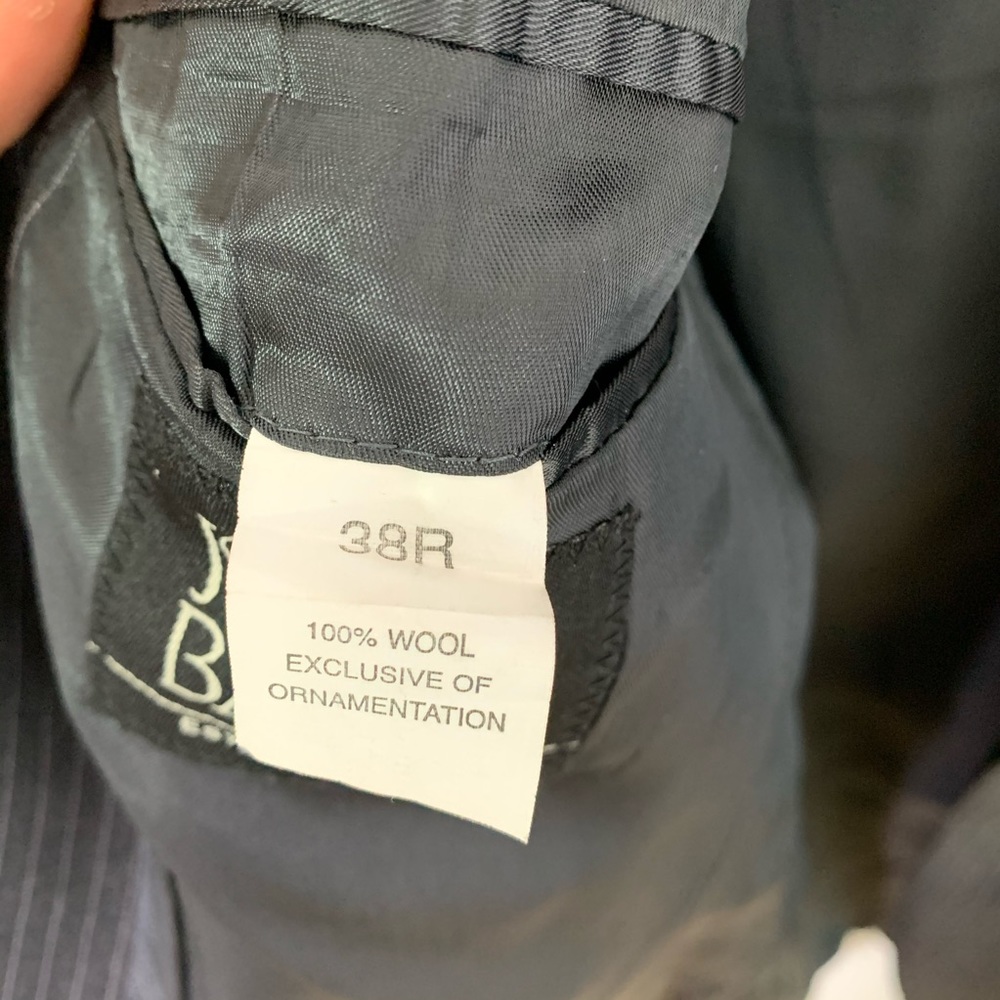 38R
100% WOOL
EXCLUSIVE OF
ORNAMENTATION